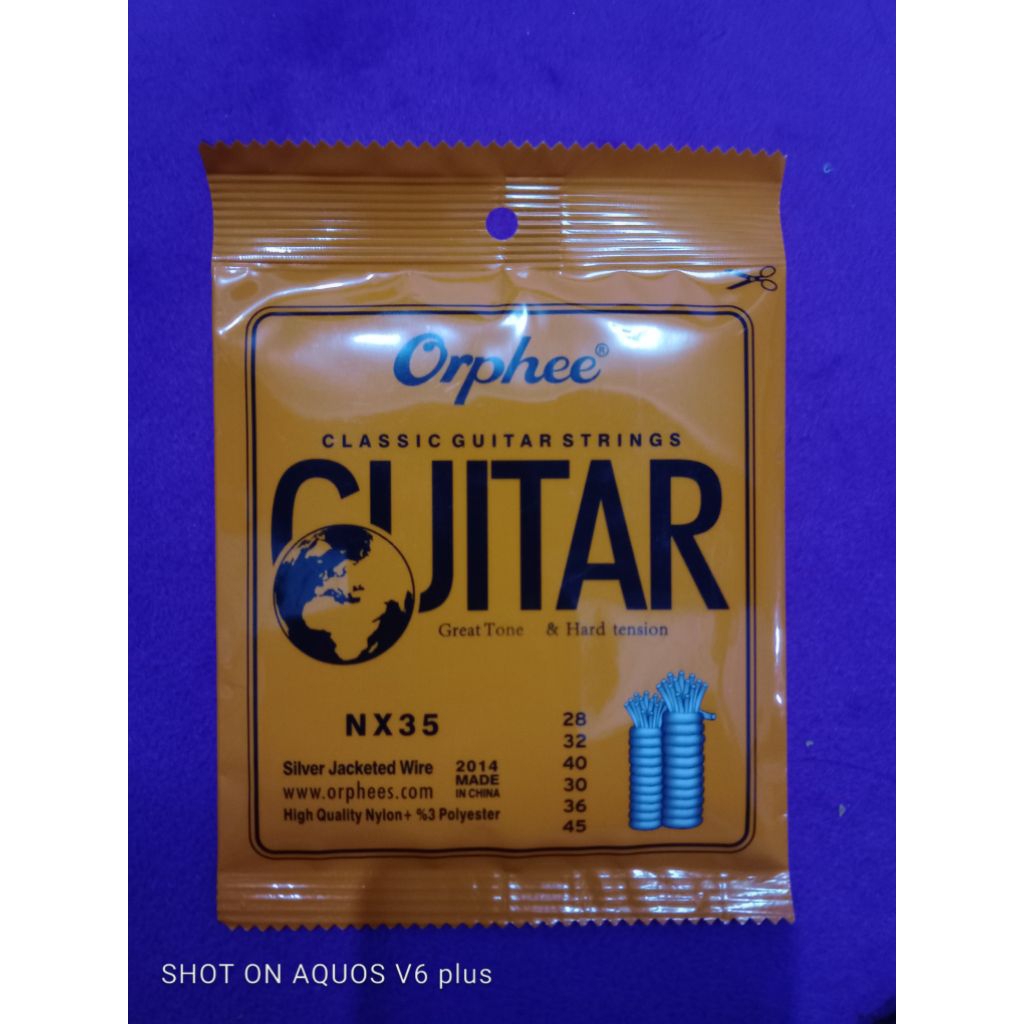 Orphee®
CLASSIC GUITAR STRINGS
GUITAR
Great Tone & Hard tension
NX35
Silver Jacketed Wire
www.orphees.com
High Quality Nylon+ %3 Polyester
2014
MADE
IN CHINA
28
32
40
30
36
45
SHOT ON AQUOS V6 plus